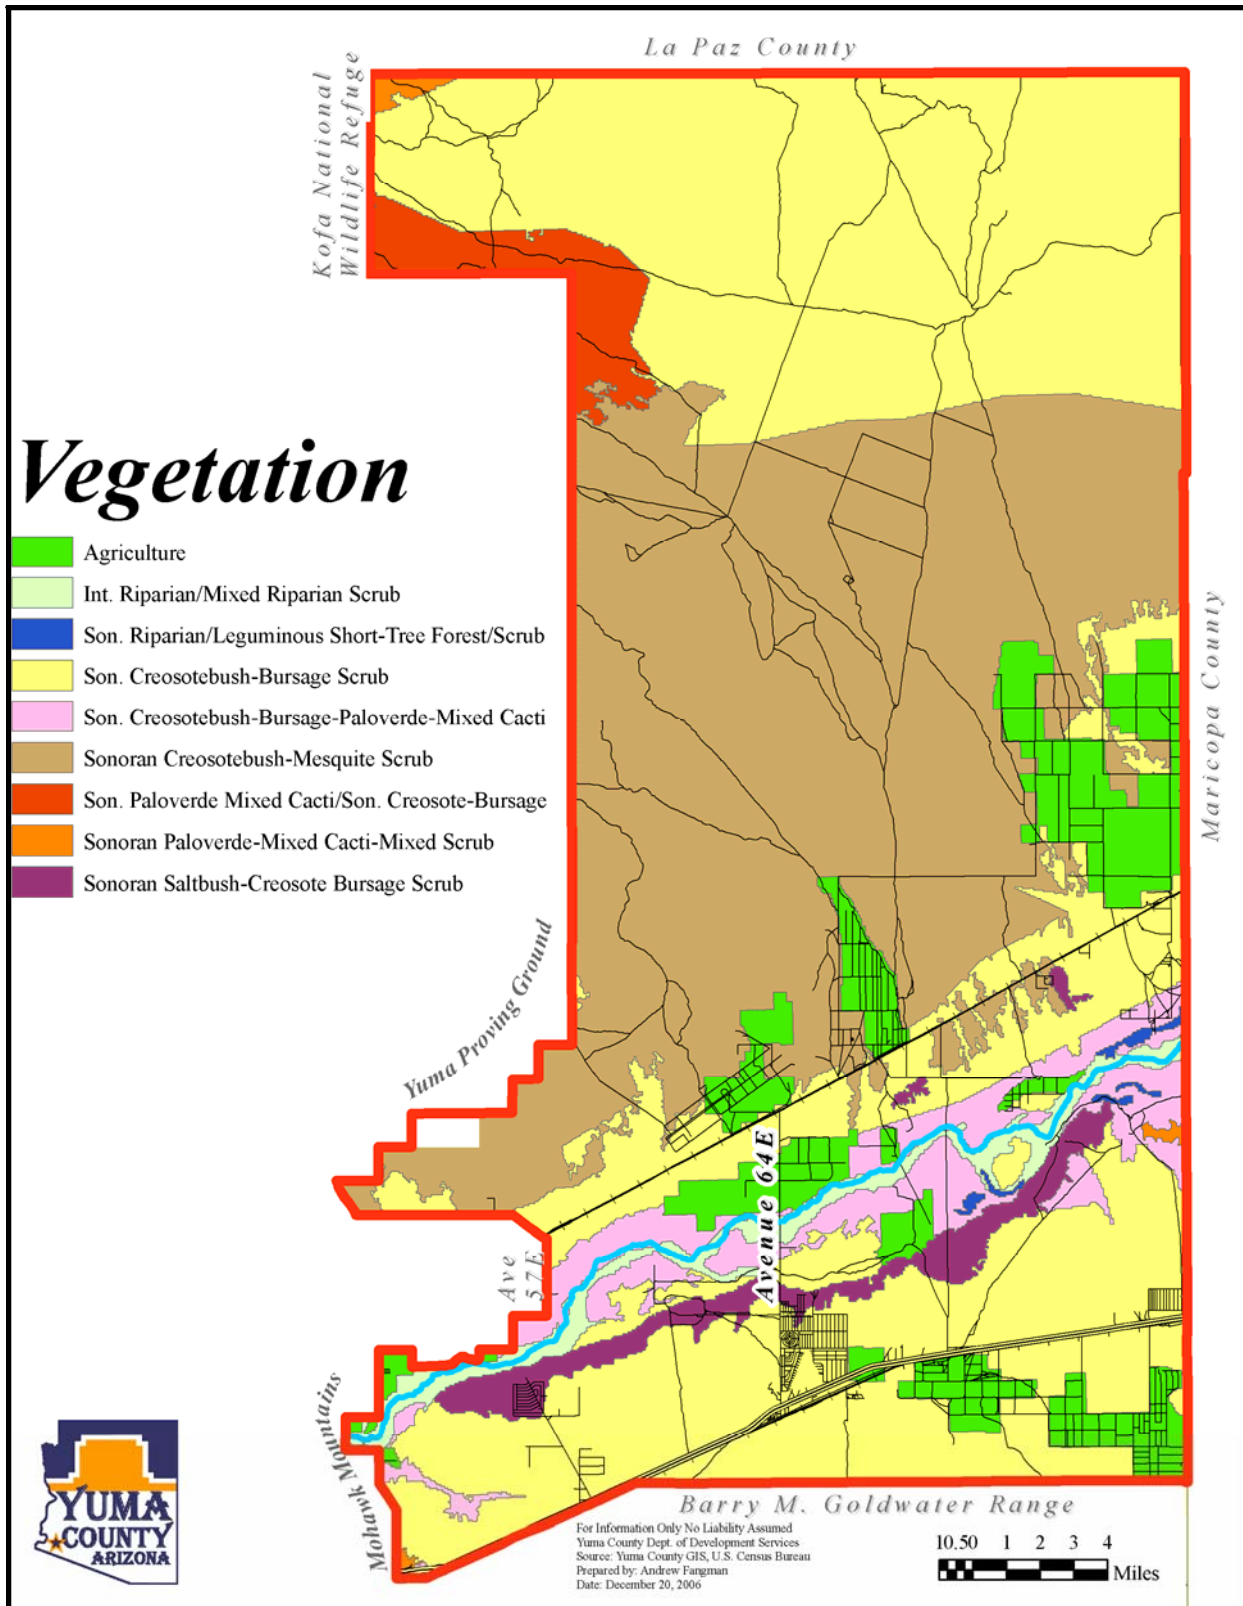 La Paz County
Kofa National
Wildlife Refuge
Vegetation
Agriculture
Int. Riparian/Mixed Riparian Scrub
Son. Riparian/Leguminous Short-Tree Forest/Scrub
Son. Creosotebush-Bursage Scrub
Son. Creosotebush-Bursage-Paloverde-Mixed Cacti
Sonoran Creosotebush-Mesquite Scrub
Son. Paloverde Mixed Cacti/Son. Creosote-Bursage
Sonoran Paloverde-Mixed Cacti-Mixed Scrub
Sonoran Saltbush-Creosote Bursage Scrub
Maricopa County
Yuma Proving Ground
Avenue 64E
Ave
57E
Mohawk Mountains
Barry M. Goldwater Range
YUMA
COUNTY
ARIZONA
For Information Only No Liability Assumed
Yuma County Dept. of Development Services
Source: Yuma County GIS, U.S. Census Bureau
Prepared by: Andrew Fangman
Date: December 20, 2006
10.50 1 2 3 4
Miles